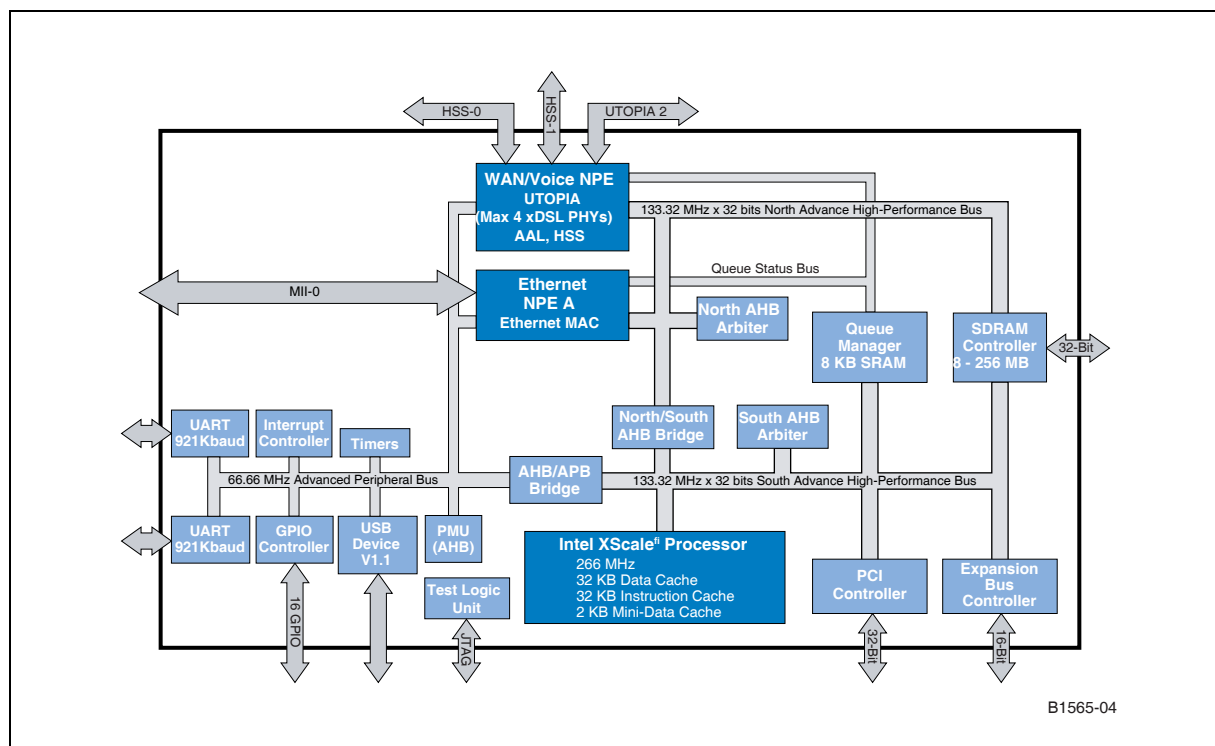 HSS-0
HSS-1
UTOPIA 2
WAN/Voice NPE
UTOPIA
(Max 4 xDSL PHYs)
AAL, HSS
133.32 MHz x 32 bits North Advance High-Performance Bus
Queue Status Bus
MII-0
Ethernet
NPE A
Ethernet MAC
North AHB
Arbiter
Queue
Manager
8 KB SRAM
SDRAM
Controller
8 - 256 MB
32-Bit
UART
921Kbaud
Interrupt
Controller
Timers
North/South
AHB Bridge
South AHB
Arbiter
66.66 MHz Advanced Peripheral Bus
AHB/APB
Bridge
133.32 MHz x 32 bits South Advance High-Performance Bus
UART
921Kbaud
GPIO
Controller
USB
Device
V1.1
PMU
(AHB)
Intel XScaleﬁ Processor
266 MHz
32 KB Data Cache
32 KB Instruction Cache
2 KB Mini-Data Cache
PCI
Controller
Expansion
Bus
Controller
Test Logic
Unit
16 GPIO
JTAG
32-Bit
16-Bit
B1565-04